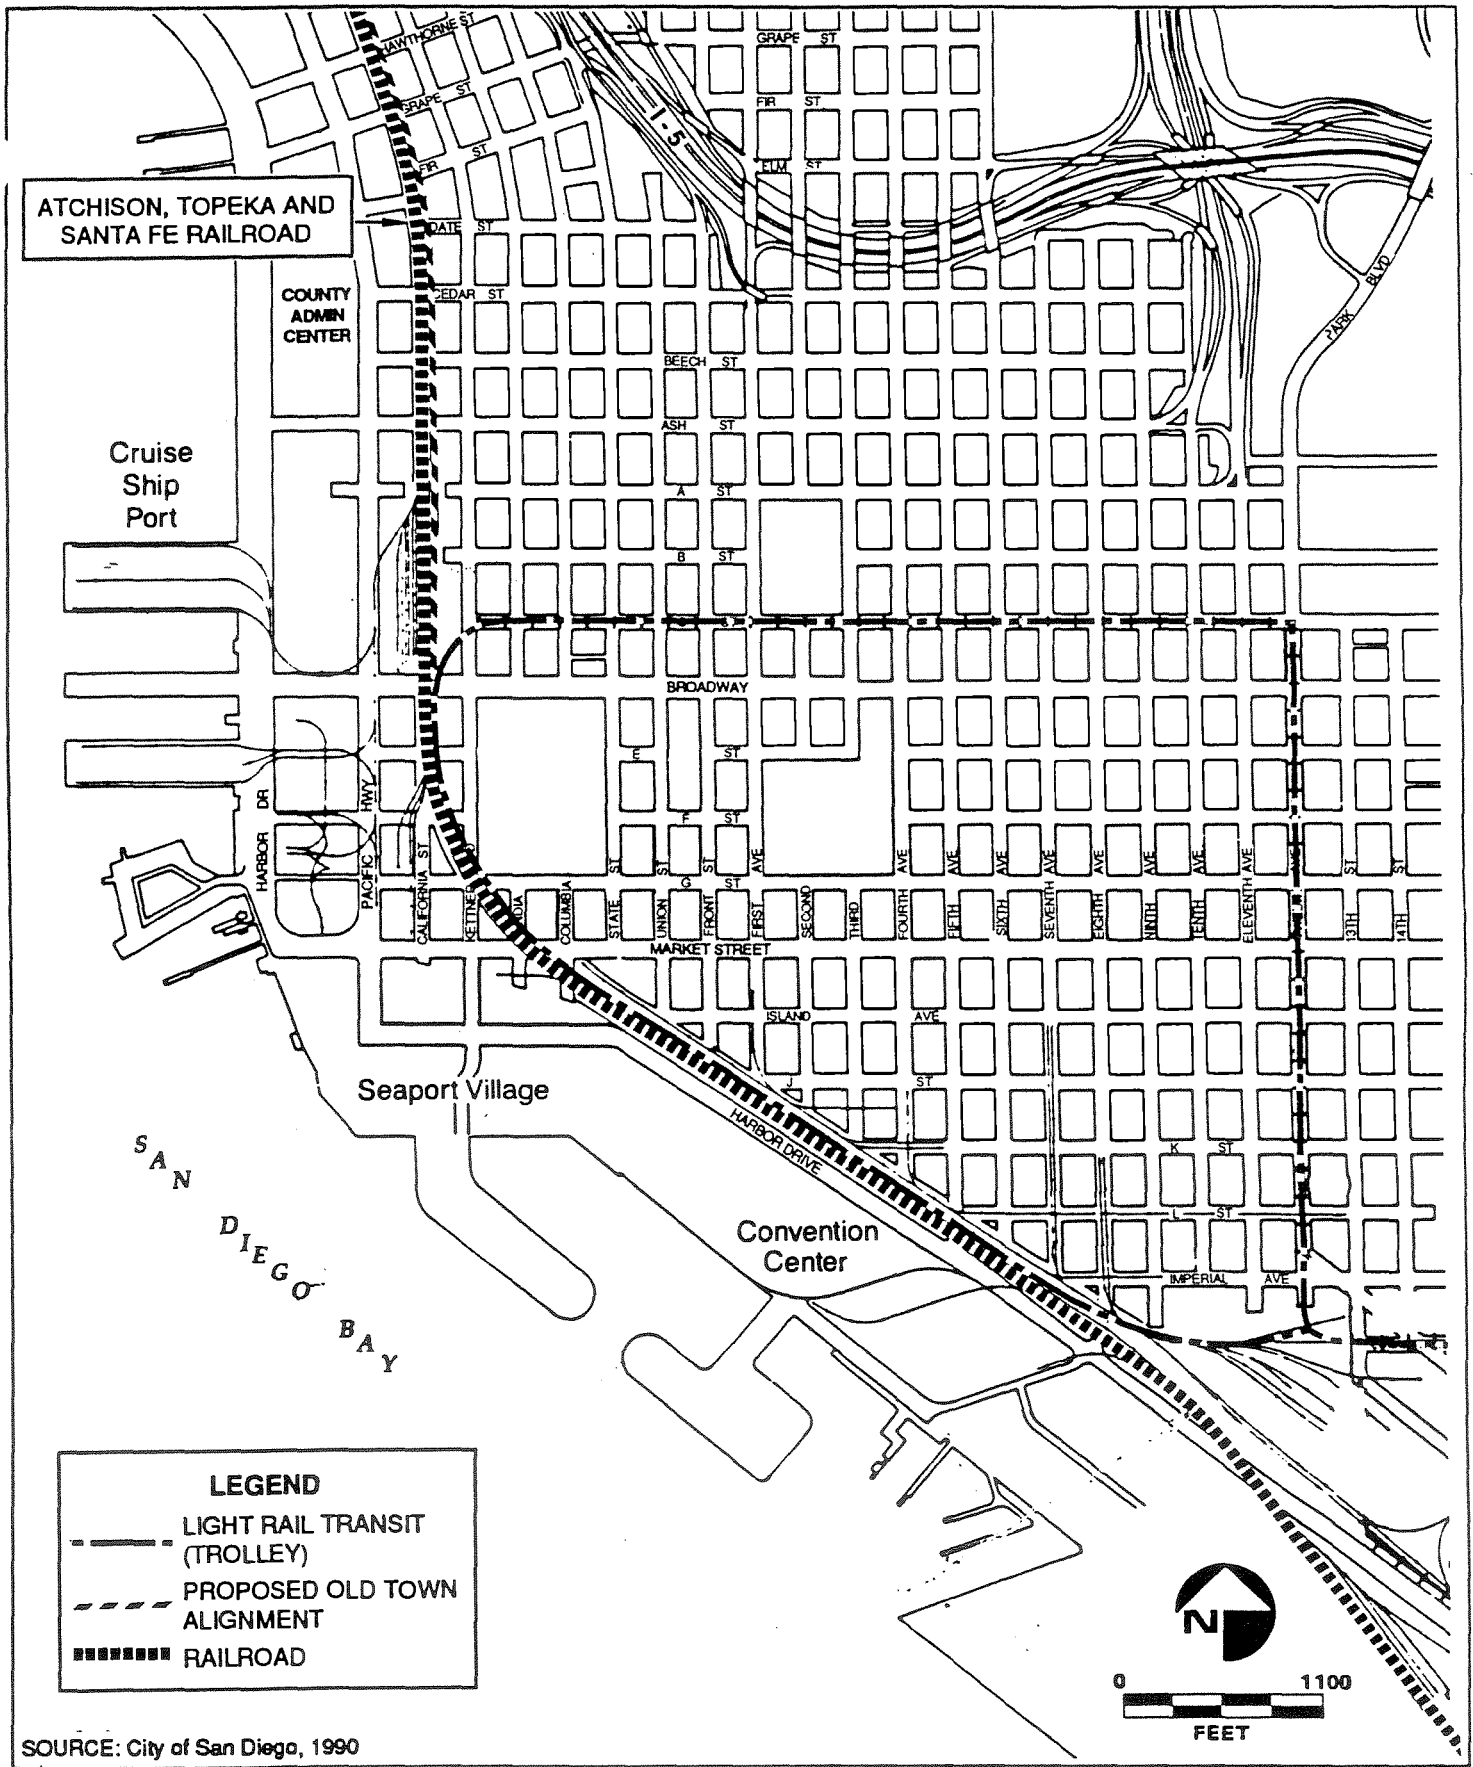 HAWTHORNE ST
GRAPE ST
GRAPE ST
FIR ST
FIR ST
I-5
ELM ST
ATCHISON, TOPEKA AND
SANTA FE RAILROAD
DATE ST
PARK BLVD
CEDAR ST
COUNTY
ADMIN
CENTER
BEECH ST
ASH ST
Cruise
Ship
Port
A ST
B ST
BROADWAY
E ST
HARBOR DR
PACIFIC HWY
F ST
CALIFORNIA ST
KETTNER
INDIA
COLUMBIA
STATE ST
UNION ST
G ST
FRONT ST
FIRST AVE
SECOND
THIRD
FOURTH AVE
FIFTH AVE
SIXTH AVE
SEVENTH AVE
EIGHTH AVE
NINTH AVE
TENTH AVE
ELEVENTH AVE
AVE
13TH ST
14TH ST
MARKET STREET
ISLAND AVE
J ST
Seaport Village
HARBOR DRIVE
K ST
L ST
SAN
DIEGO
BAY
Convention
Center
IMPERIAL AVE
LEGEND
LIGHT RAIL TRANSIT
(TROLLEY)
PROPOSED OLD TOWN
ALIGNMENT
RAILROAD
N
0 1100
FEET
SOURCE: City of San Diego, 1990